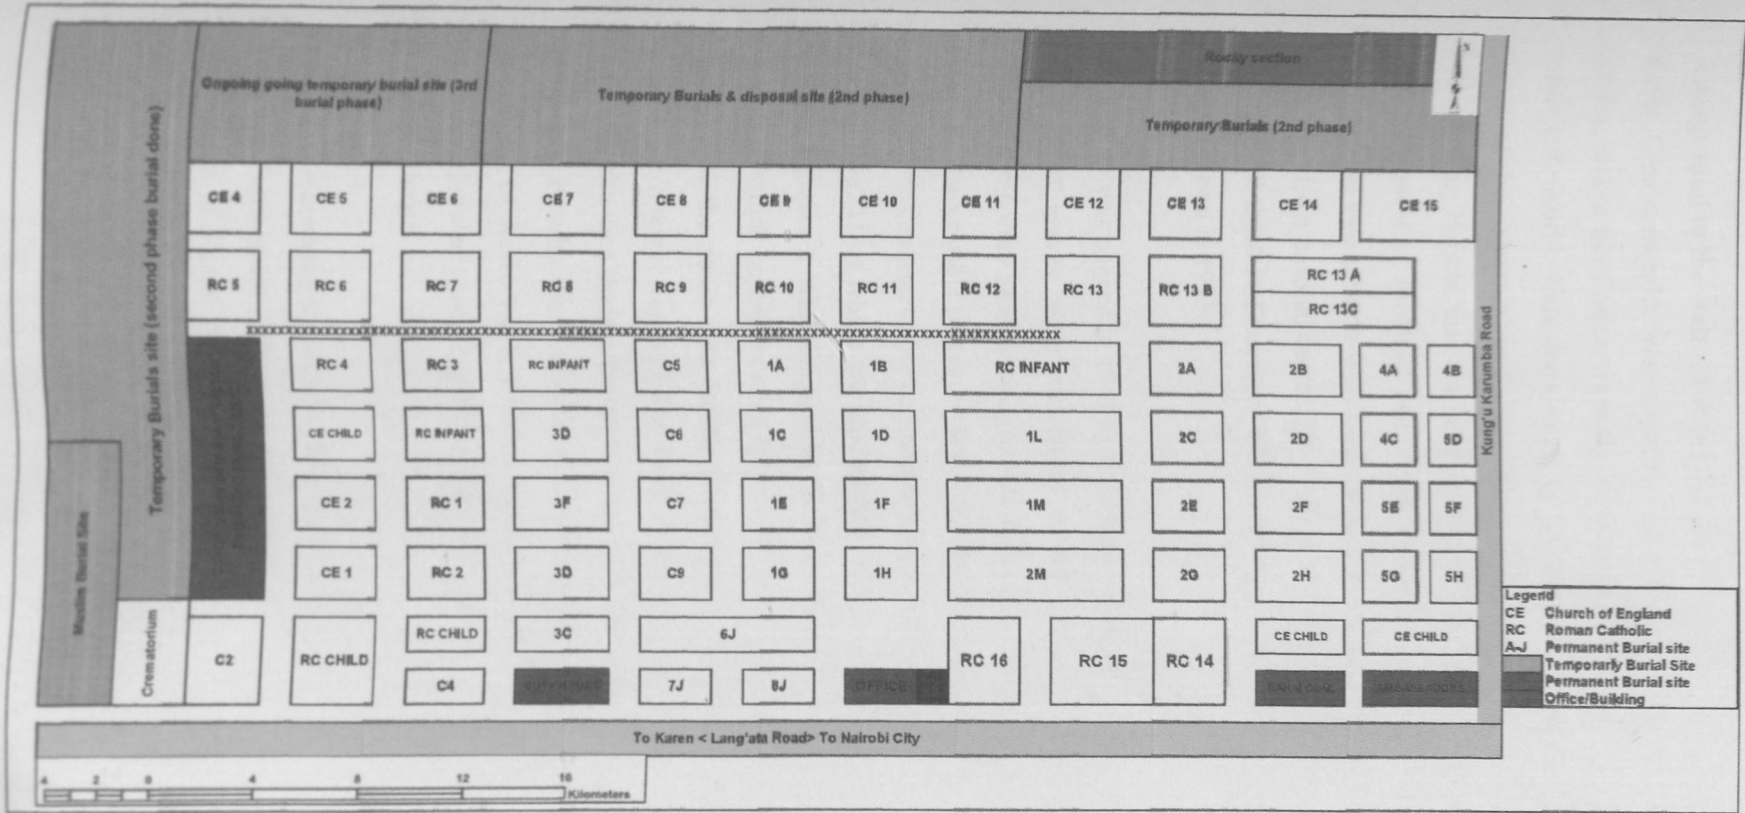 Rocky section
Ongoing going temporary burial site (3rd
burial phase)
Temporary Burials & disposal site (2nd phase)
Temporary Burials (2nd phase)
Temporary Burials site (second phase burial done)
CE 4
CE 5
CE 6
CE 7
CE 8
CE 9
CE 10
CE 11
CE 12
CE 13
CE 14
CE 15
RC 5
RC 6
RC 7
RC 8
RC 9
RC 10
RC 11
RC 12
RC 13
RC 13 B
RC 13 A
RC 13C
Kung'u Karumba Road
RC 4
RC 3
RC INFANT
C5
1A
1B
RC INFANT
2A
2B
4A
4B
CE CHILD
RC INFANT
3D
C6
1C
1D
1L
2C
2D
4C
5D
CE 2
RC 1
3F
C7
1E
1F
1M
2E
2F
5E
5F
CE 1
RC 2
3D
C9
1G
1H
2M
2G
2H
5G
5H
Muslim Burial Site
Crematorium
C2
RC CHILD
RC CHILD
3C
6J
RC 16
RC 15
RC 14
CE CHILD
CE CHILD
C4
7J
8J
OFFICE
AMBASSADORS
Legend
CE Church of England
RC Roman Catholic
A-J Permanent Burial site
Temporarly Burial Site
Permanent Burial site
Office/Building
To Karen < Lang'ata Road> To Nairobi City
4 2 0 4 8 12 16
Kilometers